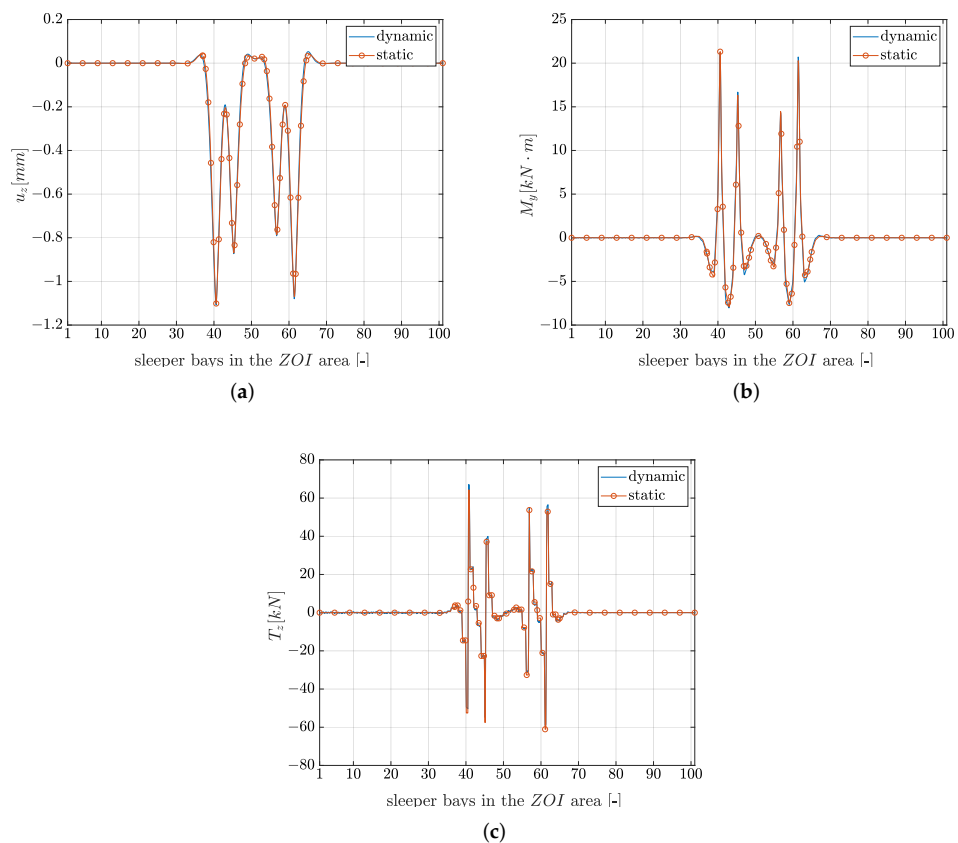 0.2
0
−0.2
−0.4
−0.6
−0.8
−1
−1.2
u_z[mm]
dynamic
static
1 10 20 30 40 50 60 70 80 90 100
sleeper bays in the ZOI area [-]
(a)
25
20
15
10
5
0
−5
−10
M_y[kN · m]
dynamic
static
1 10 20 30 40 50 60 70 80 90 100
sleeper bays in the ZOI area [-]
(b)
80
60
40
20
0
−20
−40
−60
−80
T_z[kN]
dynamic
static
1 10 20 30 40 50 60 70 80 90 100
sleeper bays in the ZOI area [-]
(c)